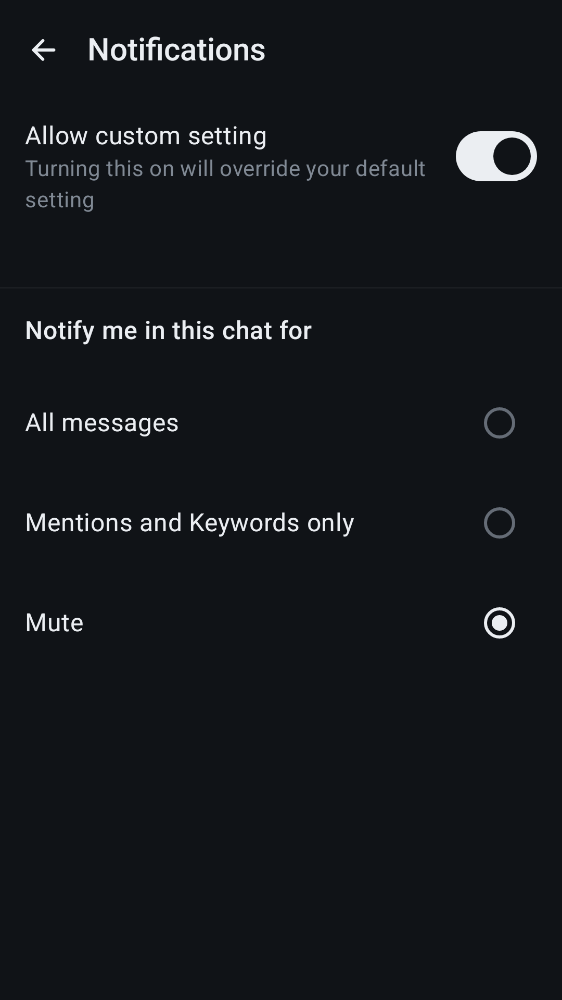 Notifications
Allow custom setting
Turning this on will override your default
setting
Notify me in this chat for
All messages
Mentions and Keywords only
Mute